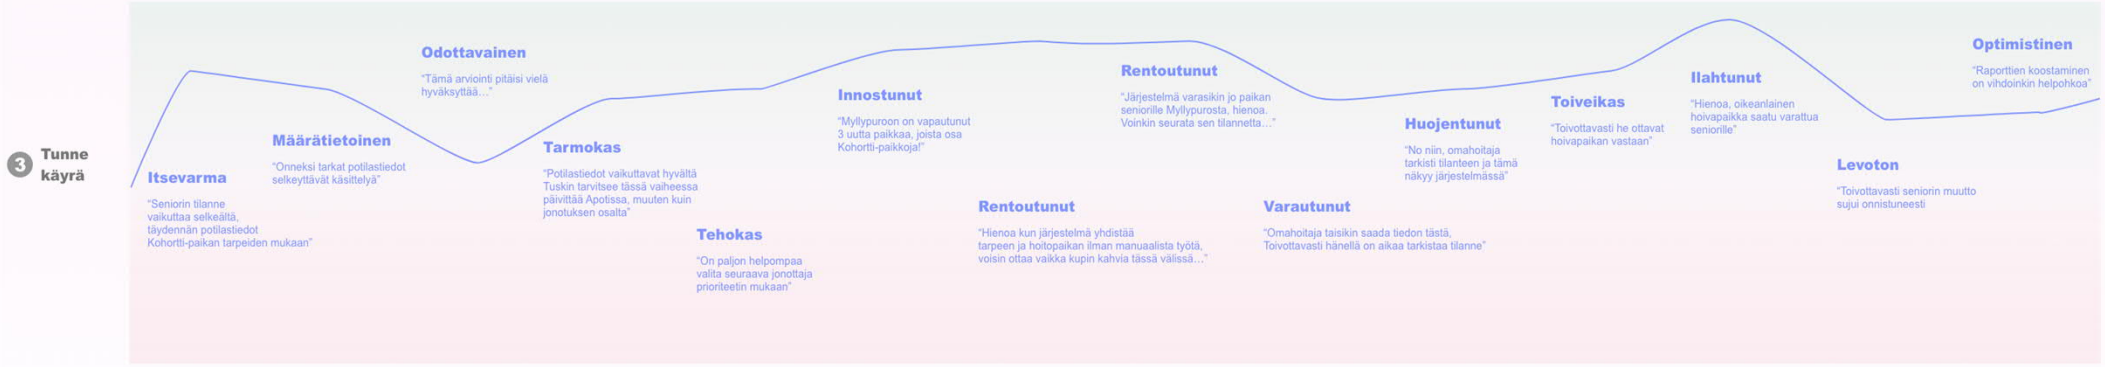 3
Tunne
käyrä
Itsevarma
“Seniorin tilanne
vaikuttaa selkeältä,
täydennän potilastiedot
Kohortti-paikan tarpeiden mukaan”
Määrätietoinen
“Onneksi tarkat potilastiedot
selkeyttävät käsittelyä”
Odottavainen
“Tämä arviointi pitäisi vielä
hyväksyttää…”
Tarmokas
“Potilastiedot vaikuttavat hyvältä
Tuskin tarvitsee tässä vaiheessa
päivittää Apotissa, muuten kuin
jonotuksen osalta”
Tehokas
“On paljon helpompaa
valita seuraava jonottaja
prioriteetin mukaan”
Innostunut
“Myllypuroon on vapautunut
3 uutta paikkaa, joista osa
Kohortti-paikkoja!”
Rentoutunut
“Hienoa kun järjestelmä yhdistää
tarpeen ja hoitopaikan ilman manuaalista työtä,
voisin ottaa vaikka kupin kahvia tässä välissä…”
Rentoutunut
“Järjestelmä varasikin jo paikan
seniorille Myllypurosta, hienoa.
Voinkin seurata sen tilannetta…”
Varautunut
“Omahoitaja taisikin saada tiedon tästä,
Toivottavasti hänellä on aikaa tarkistaa tilanne”
Huojentunut
“No niin, omahoitaja
tarkisti tilanteen ja tämä
näkyy järjestelmässä”
Toiveikas
“Toivottavasti he ottavat
hoivapaikan vastaan”
Ilahtunut
“Hienoa, oikeanlainen
hoivapaikka saatu varattua
seniorille”
Levoton
“Toivottavasti seniorin muutto
sujui onnistuneesti
Optimistinen
“Raporttien koostaminen
on vihdoinkin helpohkoa”